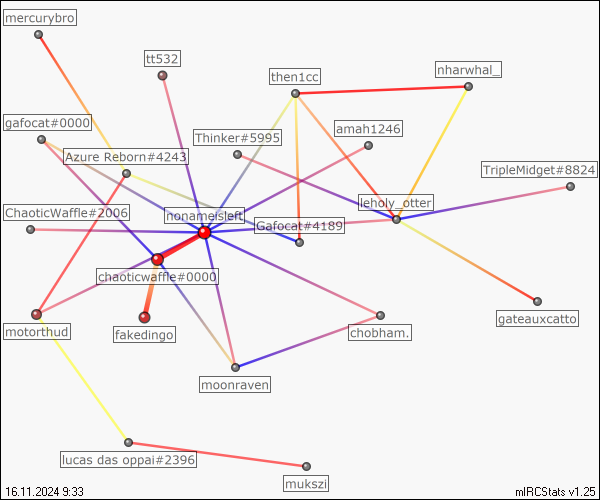 mercurybro
tt532
then1cc
nharwhal_
gafocat#0000
Thinker#5995
amah1246
Azure Reborn#4243
TripleMidget#8824
ChaoticWaffle#2006
nonameisleft
leholy_otter
Gafocat#4189
chaoticwaffle#0000
motorthud
fakedingo
chobham.
gateauxcatto
moonraven
lucas das oppai#2396
mukszi
16.11.2024 9:33
mIRCStats v1.25